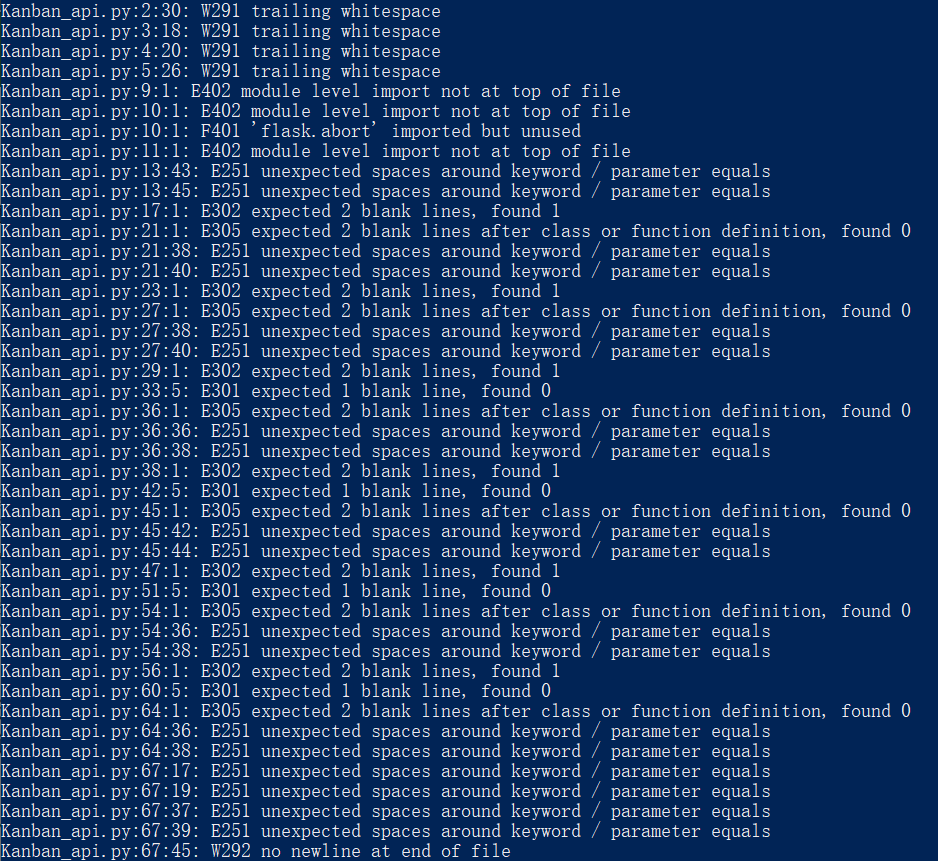 Kanban_api.py:2:30: W291 trailing whitespace
Kanban_api.py:3:18: W291 trailing whitespace
Kanban_api.py:4:20: W291 trailing whitespace
Kanban_api.py:5:26: W291 trailing whitespace
Kanban_api.py:9:1: E402 module level import not at top of file
Kanban_api.py:10:1: E402 module level import not at top of file
Kanban_api.py:10:1: F401 'flask.abort' imported but unused
Kanban_api.py:11:1: E402 module level import not at top of file
Kanban_api.py:13:43: E251 unexpected spaces around keyword / parameter equals
Kanban_api.py:13:45: E251 unexpected spaces around keyword / parameter equals
Kanban_api.py:17:1: E302 expected 2 blank lines, found 1
Kanban_api.py:21:1: E305 expected 2 blank lines after class or function definition, found 0
Kanban_api.py:21:38: E251 unexpected spaces around keyword / parameter equals
Kanban_api.py:21:40: E251 unexpected spaces around keyword / parameter equals
Kanban_api.py:23:1: E302 expected 2 blank lines, found 1
Kanban_api.py:27:1: E305 expected 2 blank lines after class or function definition, found 0
Kanban_api.py:27:38: E251 unexpected spaces around keyword / parameter equals
Kanban_api.py:27:40: E251 unexpected spaces around keyword / parameter equals
Kanban_api.py:29:1: E302 expected 2 blank lines, found 1
Kanban_api.py:33:5: E301 expected 1 blank line, found 0
Kanban_api.py:36:1: E305 expected 2 blank lines after class or function definition, found 0
Kanban_api.py:36:36: E251 unexpected spaces around keyword / parameter equals
Kanban_api.py:36:38: E251 unexpected spaces around keyword / parameter equals
Kanban_api.py:38:1: E302 expected 2 blank lines, found 1
Kanban_api.py:42:5: E301 expected 1 blank line, found 0
Kanban_api.py:45:1: E305 expected 2 blank lines after class or function definition, found 0
Kanban_api.py:45:42: E251 unexpected spaces around keyword / parameter equals
Kanban_api.py:45:44: E251 unexpected spaces around keyword / parameter equals
Kanban_api.py:47:1: E302 expected 2 blank lines, found 1
Kanban_api.py:51:5: E301 expected 1 blank line, found 0
Kanban_api.py:54:1: E305 expected 2 blank lines after class or function definition, found 0
Kanban_api.py:54:36: E251 unexpected spaces around keyword / parameter equals
Kanban_api.py:54:38: E251 unexpected spaces around keyword / parameter equals
Kanban_api.py:56:1: E302 expected 2 blank lines, found 1
Kanban_api.py:60:5: E301 expected 1 blank line, found 0
Kanban_api.py:64:1: E305 expected 2 blank lines after class or function definition, found 0
Kanban_api.py:64:36: E251 unexpected spaces around keyword / parameter equals
Kanban_api.py:64:38: E251 unexpected spaces around keyword / parameter equals
Kanban_api.py:67:17: E251 unexpected spaces around keyword / parameter equals
Kanban_api.py:67:19: E251 unexpected spaces around keyword / parameter equals
Kanban_api.py:67:37: E251 unexpected spaces around keyword / parameter equals
Kanban_api.py:67:39: E251 unexpected spaces around keyword / parameter equals
Kanban_api.py:67:45: W292 no newline at end of file